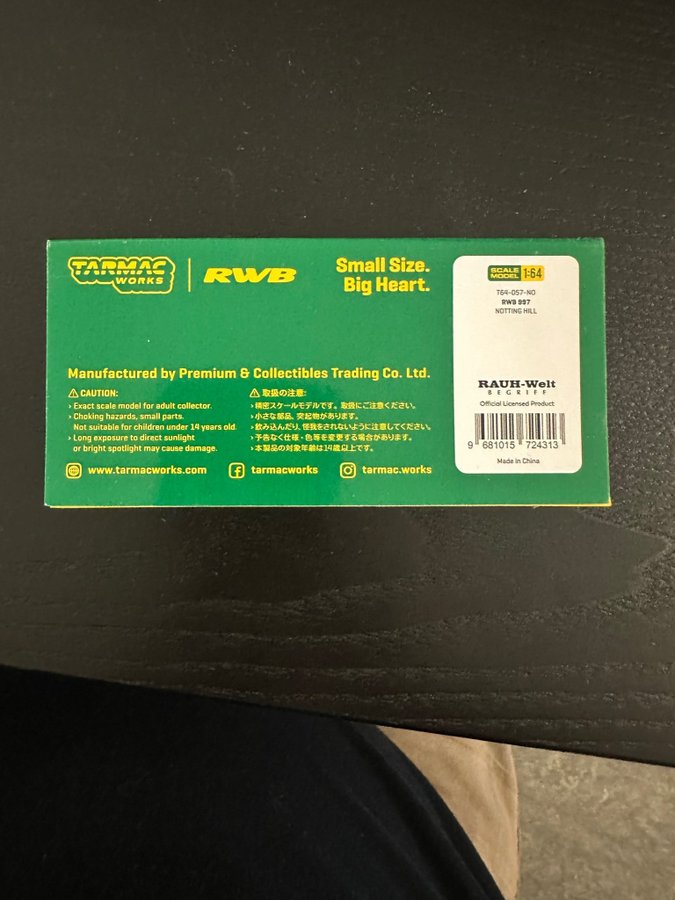 TARMAC
WORKS
RWB
Small Size.
Big Heart.
Manufactured by Premium & Collectibles Trading Co. Ltd.
CAUTION:
› Exact scale model for adult collector.
› Choking hazards, small parts.
Not suitable for children under 14 years old.
› Long exposure to direct sunlight
or bright spotlight may cause damage.
取扱の注意:
› 精密スケールモデルです。取扱にご注意ください。
› 小さな部品、突起物があります。
› 飲み込んだり、怪我をされないように注意してください。
› 予告なく仕様・色等を変更する場合があります。
› 本製品の対象年齢は14歳以上です。
www.tarmacworks.com
tarmacworks
tarmac.works
SCALE
MODEL 1:64
T64-057-NO
RWB 997
NOTTING HILL
RAUH-Welt
BEGRIFF
Official Licensed Product
9 681015 724313
Made in China